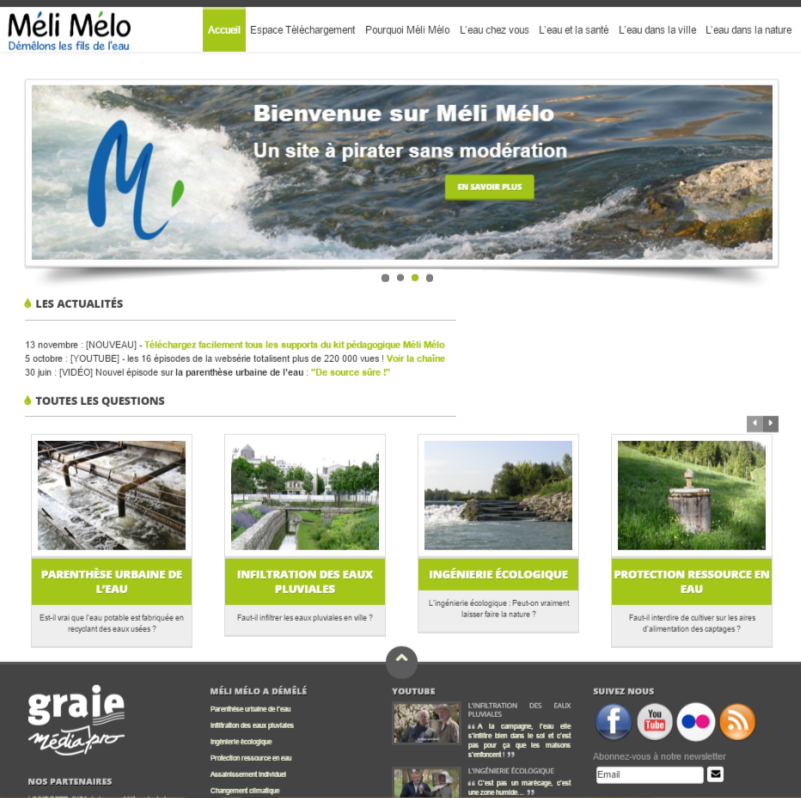 Méli Mélo
Démêlons les fils de l'eau
Accueil
Espace Téléchargement
Pourquoi Méli Mélo
L'eau chez vous
L'eau et la santé
L'eau dans la ville
L'eau dans la nature
Bienvenue sur Méli Mélo
Un site à pirater sans modération
EN SAVOIR PLUS
LES ACTUALITÉS
13 novembre : [NOUVEAU] - Téléchargez facilement tous les supports du kit pédagogique Méli Mélo
5 octobre : [YOUTUBE] - les 16 épisodes de la websérie totalisent plus de 220 000 vues ! Voir la chaîne
30 juin : [VIDÉO] Nouvel épisode sur la parenthèse urbaine de l'eau : "De source sûre !"
TOUTES LES QUESTIONS
PARENTHÈSE URBAINE DE
L'EAU
Est-il vrai que l'eau potable est fabriquée en
recyclant des eaux usées ?
INFILTRATION DES EAUX
PLUVIALES
Faut-il infiltrer les eaux pluviales en ville ?
INGÉNIERIE ÉCOLOGIQUE
L'ingénierie écologique : Peut-on vraiment
laisser faire la nature ?
PROTECTION RESSOURCE EN
EAU
Faut-il interdire de cultiver sur les aires
d'alimentation des captages ?
graie
média pro
NOS PARTENAIRES
MÉLI MÉLO A DÉMÊLÉ
Parenthèse urbaine de l'eau
Infiltration des eaux pluviales
Ingénierie écologique
Protection ressource en eau
Assainissement individuel
Changement climatique
YOUTUBE
L'INFILTRATION DES EAUX
PLUVIALES
“ A la campagne, l'eau elle
s'infiltre bien dans le sol et c'est
pas pour ça que les maisons
s'enfoncent ! ”
L'INGÉNIERIE ÉCOLOGIQUE
“ C'est pas un marécage, c'est
une zone humide... ”
SUIVEZ NOUS
You
Tube
Abonnez-vous à notre newsletter
Email